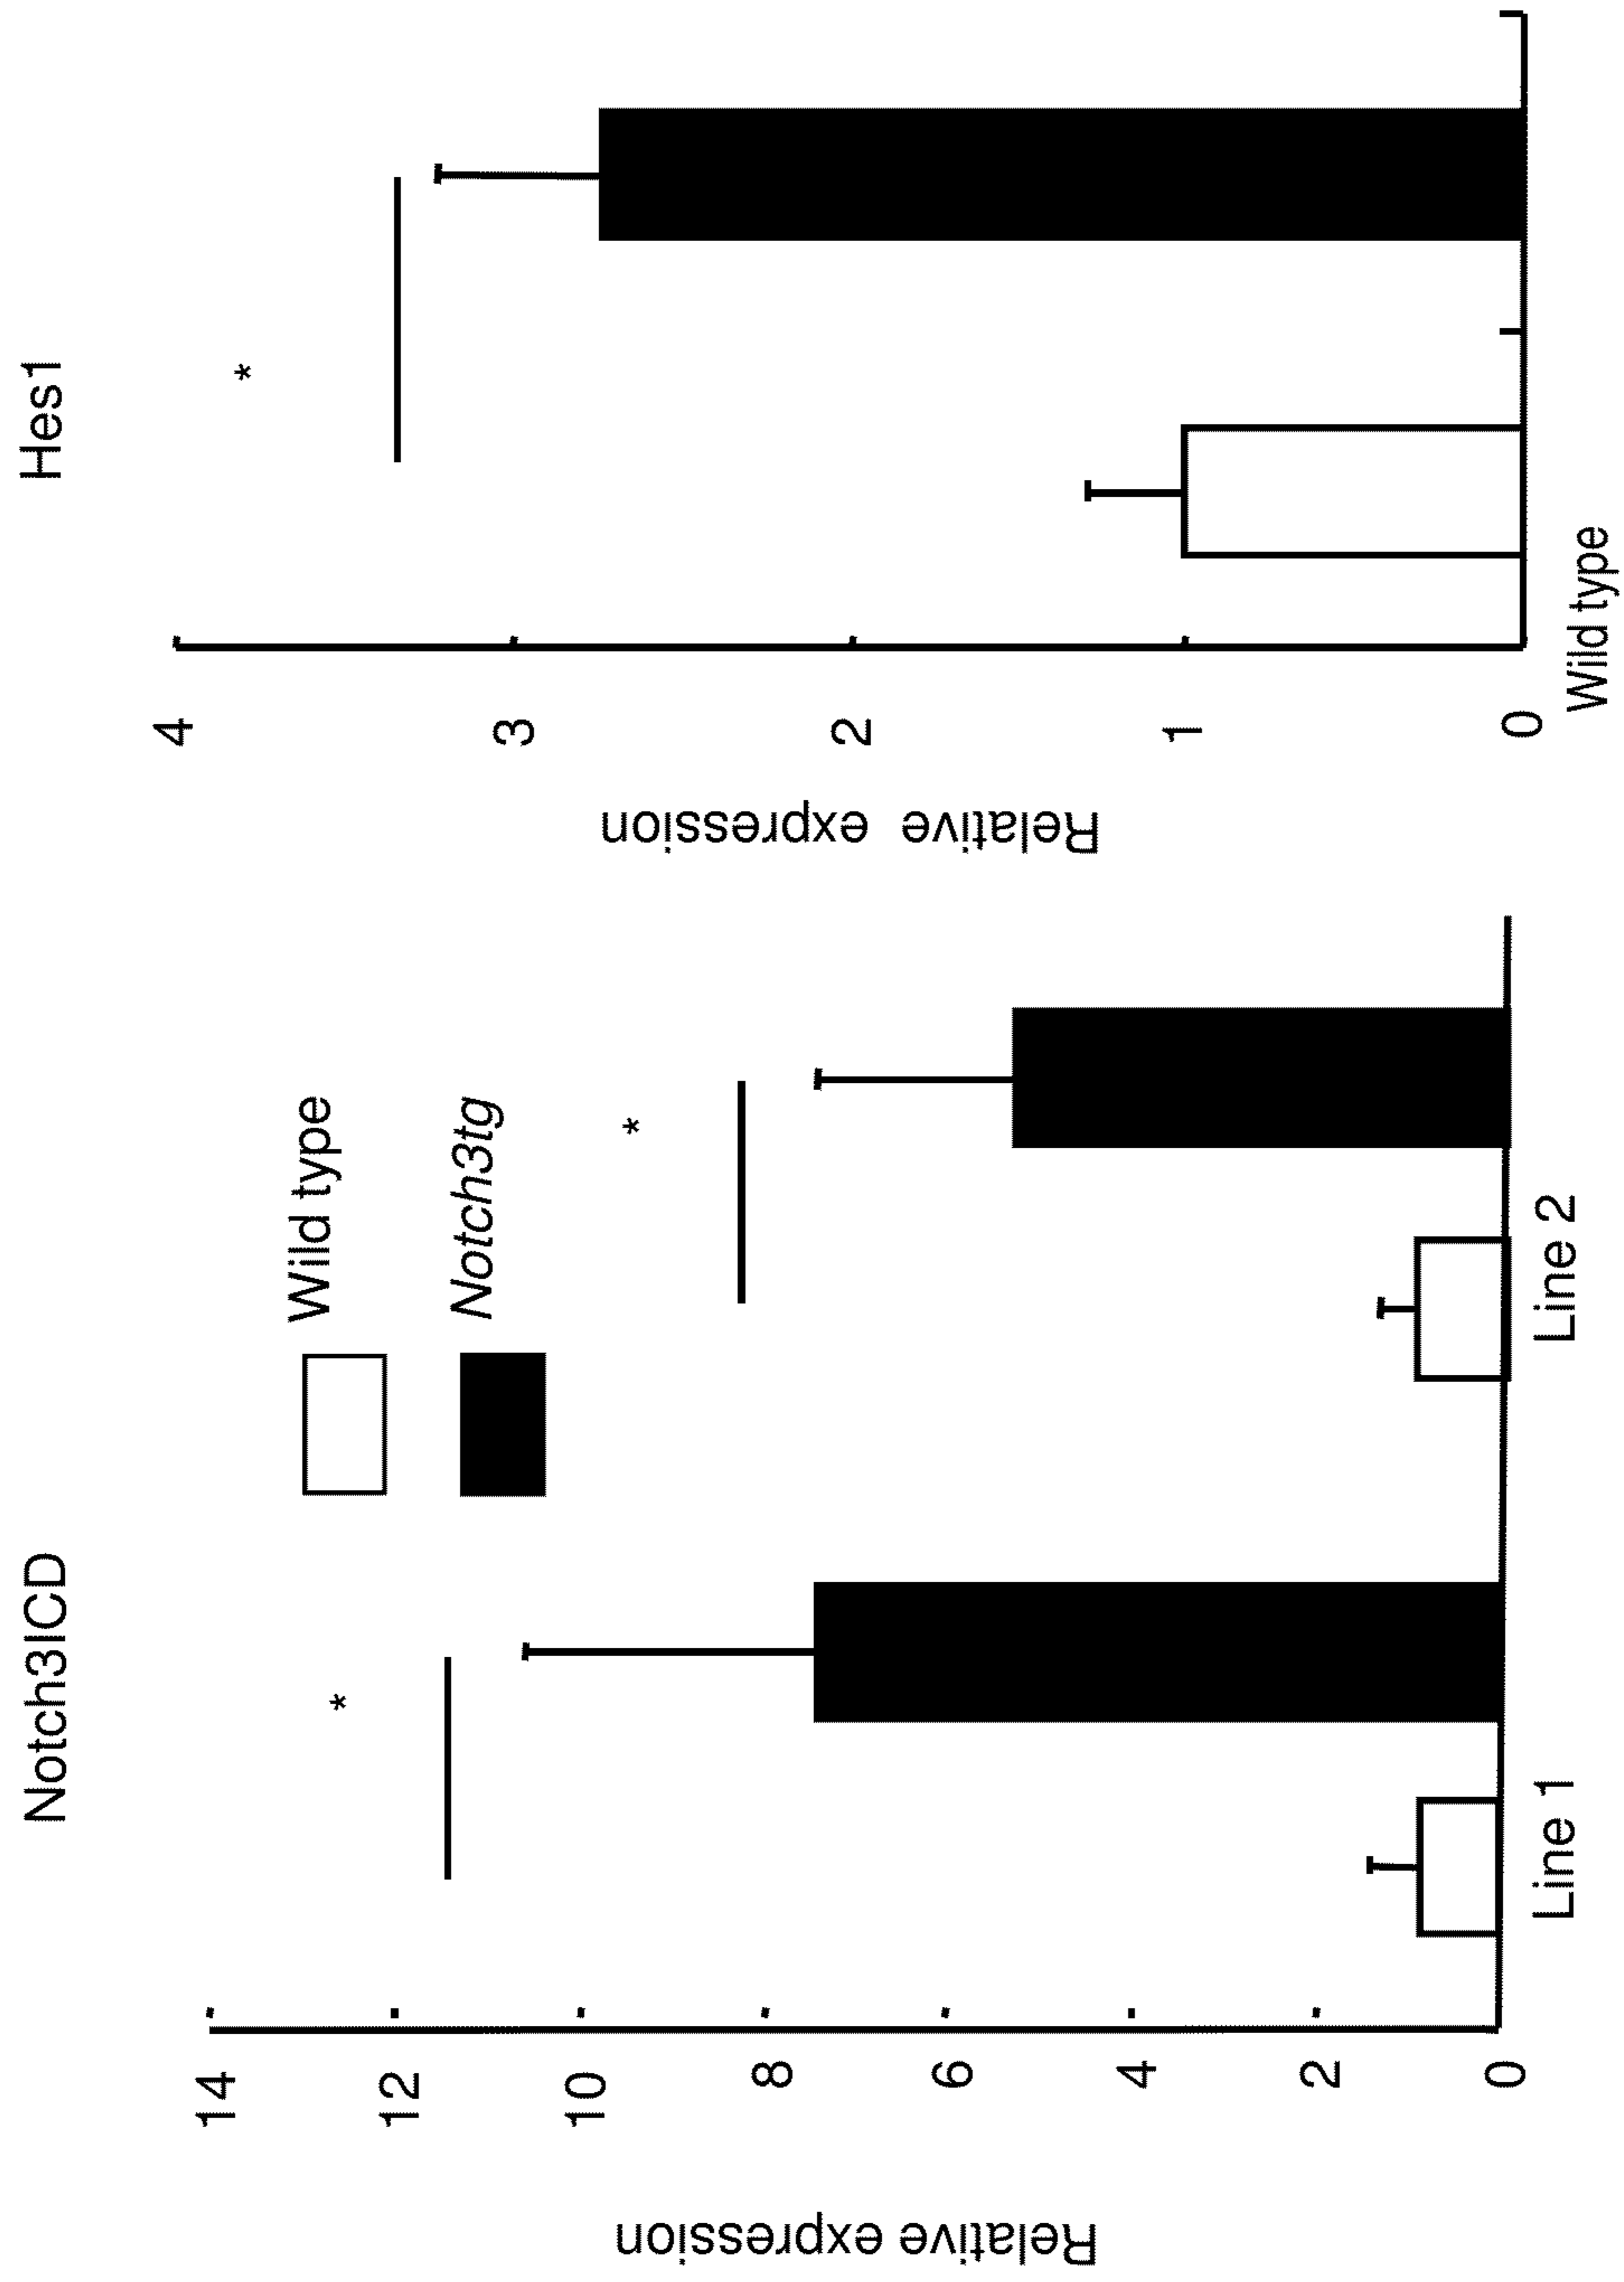 Notch3ICD
Relative expression
14
12
10
8
6
4
2
0
Wild type
Notch3tg
*
*
Line 1
Line 2
Hes1
Relative expression
4
3
2
1
0
*
Wild type